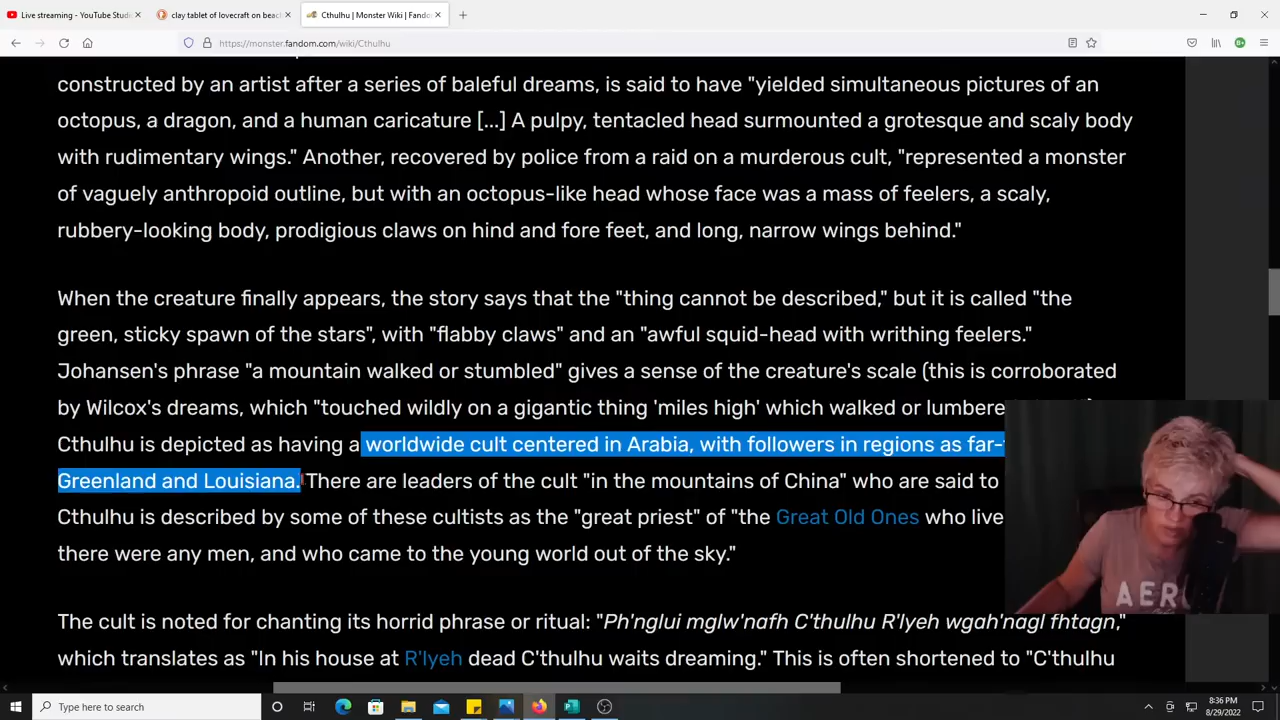 Live streaming - YouTube Studi
clay tablet of lovecraft on beac
Cthulhu | Monster Wiki | Fando
https://monster.fandom.com/wiki/Cthulhu
constructed by an artist after a series of baleful dreams, is said to have "yielded simultaneous pictures of an
octopus, a dragon, and a human caricature [...] A pulpy, tentacled head surmounted a grotesque and scaly body
with rudimentary wings." Another, recovered by police from a raid on a murderous cult, "represented a monster
of vaguely anthropoid outline, but with an octopus-like head whose face was a mass of feelers, a scaly,
rubbery-looking body, prodigious claws on hind and fore feet, and long, narrow wings behind."
When the creature finally appears, the story says that the "thing cannot be described," but it is called "the
green, sticky spawn of the stars", with "flabby claws" and an "awful squid-head with writhing feelers."
Johansen's phrase "a mountain walked or stumbled" gives a sense of the creature's scale (this is corroborated
by Wilcox's dreams, which "touched wildly on a gigantic thing 'miles high' which walked or lumbere
Cthulhu is depicted as having a worldwide cult centered in Arabia, with followers in regions as far-
Greenland and Louisiana. There are leaders of the cult "in the mountains of China" who are said to
Cthulhu is described by some of these cultists as the "great priest" of "the Great Old Ones who live
there were any men, and who came to the young world out of the sky."
The cult is noted for chanting its horrid phrase or ritual: "Ph'nglui mglw'nafh C'thulhu R'lyeh wgah'nagl fhtagn,"
which translates as "In his house at R'lyeh dead C'thulhu waits dreaming." This is often shortened to "C'thulhu
AER
Type here to search
8:36 PM
8/29/2022